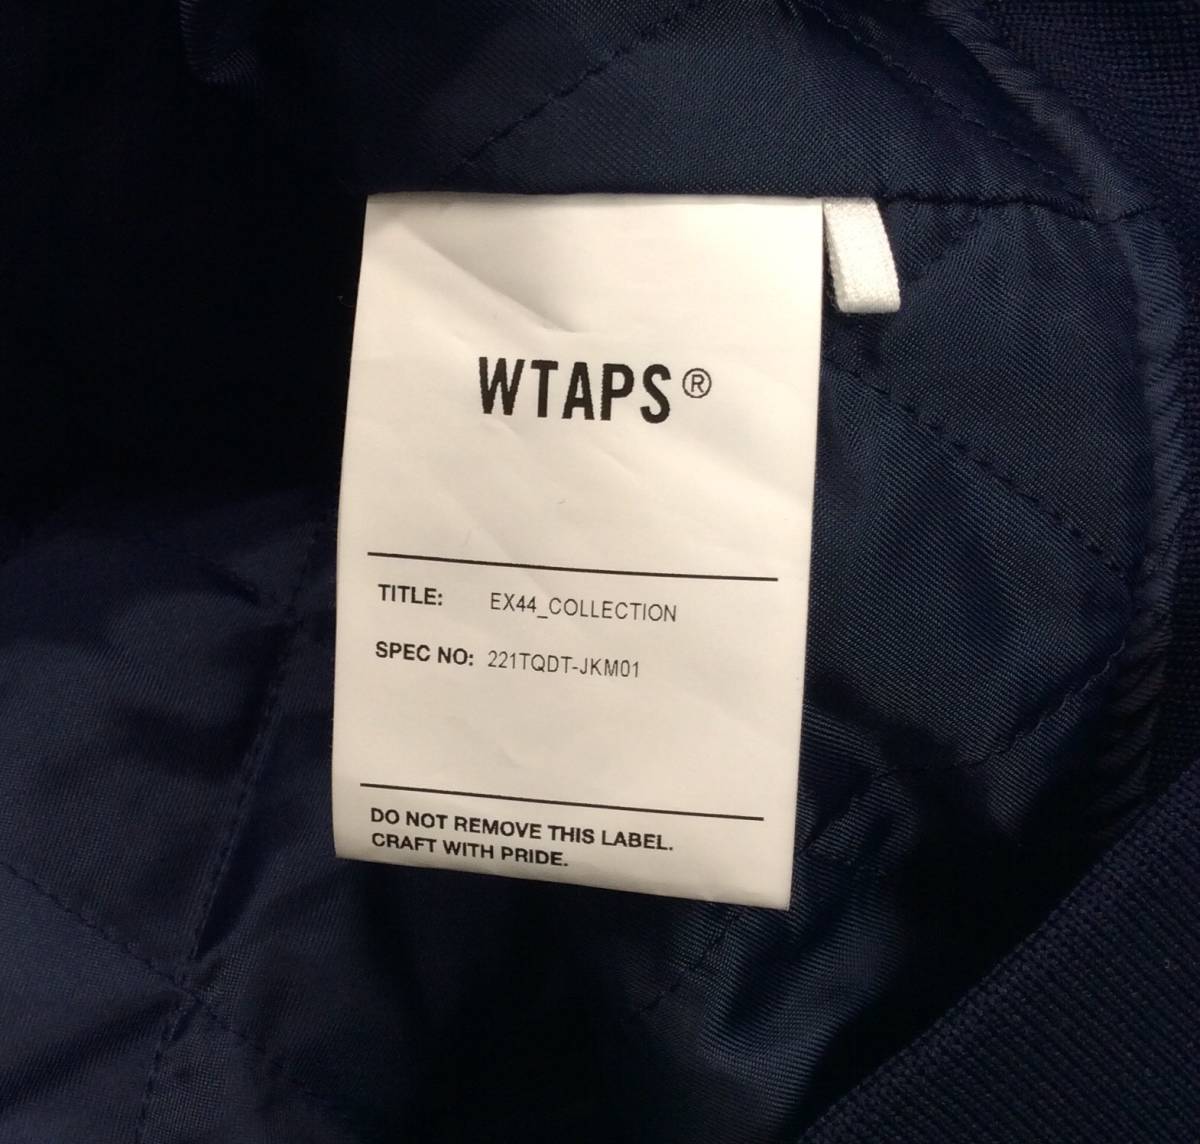 WTAPS®
TITLE: EX44_COLLECTION
SPEC NO: 221TQDT-JKM01
DO NOT REMOVE THIS LABEL.
CRAFT WITH PRIDE.